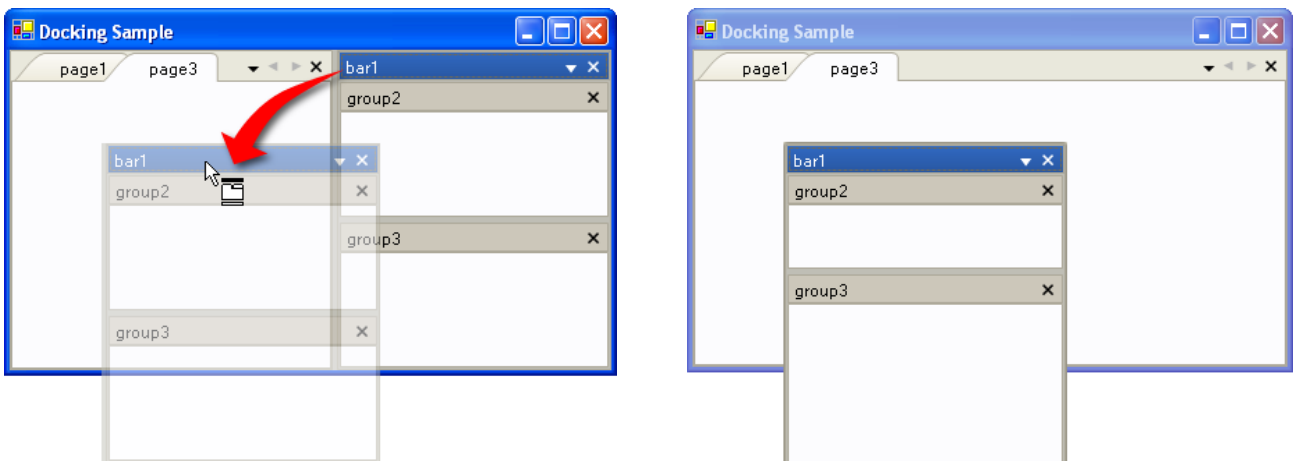 Docking Sample
page1 page3
bar1
group2
group3
bar1
group2
group3
Docking Sample
page1 page3
bar1
group2
group3